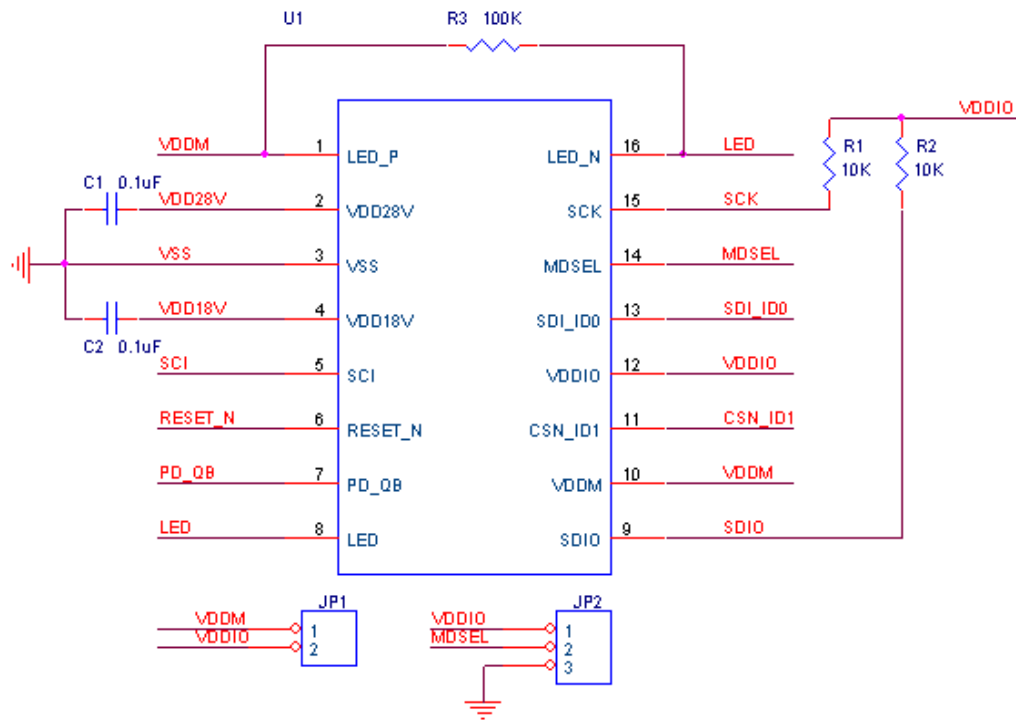 U1 R3 100K
VDDIO
VDDM 1 LED_P LED_N 16 LED R1 R2
10K 10K
C1 0.1uF
VDD28V 2 VDD28V SCK 15 SCK
VSS 3 VSS MDSEL 14 MDSEL
VDD18V 4 VDD18V SDI_ID0 13 SDI_ID0
C2 0.1uF
SCI 5 SCI VDDIO 12 VDDIO
RESET_N 6 RESET_N CSN_ID1 11 CSN_ID1
PD_QB 7 PD_QB VDDM 10 VDDM
LED 8 LED SDIO 9 SDIO
JP1 JP2
VDDM 1 VDDIO 1
VDDIO 2 MDSEL 2
3